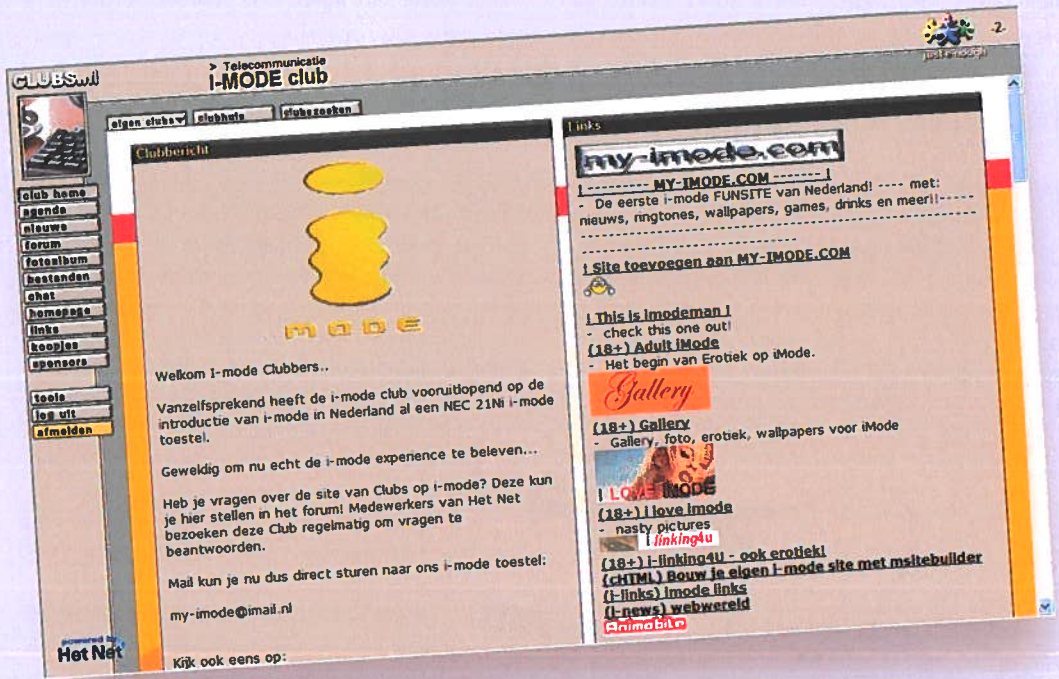 CLUBS.nl
> Telecommunicatie
i-MODE club
-2-
just e-nough
eigen clubs
clubhuis
clubs zoeken
club home
agenda
nieuws
forum
fotoalbum
bestanden
chat
homepage
links
koopjes
sponsors
tools
log uit
afmelden
powered by
Het Net
Clubbericht
MODE
Welkom I-mode Clubbers..
Vanzelfsprekend heeft de i-mode club vooruitlopend op de
introductie van i-mode in Nederland al een NEC 21Ni i-mode
toestel.
Geweldig om nu echt de i-mode experience te beleven...
Heb je vragen over de site van Clubs op i-mode? Deze kun
je hier stellen in het forum! Medewerkers van Het Net
bezoeken deze Club regelmatig om vragen te
beantwoorden.
Mail kun je nu dus direct sturen naar ons i-mode toestel:
my-imode@imail.nl
Kijk ook eens op:
Links
my-imode.com
! --------- MY-IMODE.COM ------- !
- De eerste i-mode FUNSITE van Nederland! ---- met:
nieuws, ringtones, wallpapers, games, drinks en meer!!-----
! Site toevoegen aan MY-IMODE.COM
! This is imodeman !
- check this one out!
(18+) Adult iMode
- Het begin van Erotiek op iMode.
Gallery
(18+) Gallery
- Gallery, foto, erotiek, wallpapers voor iMode
I LOVE IMODE
(18+) i love imode
- nasty pictures
i-linking4u
(18+) i-linking4U - ook erotiek!
(cHTML) Bouw je eigen i-mode site met msitebuilder
(i-links) imode links
(i-news) webwereld
Animobile